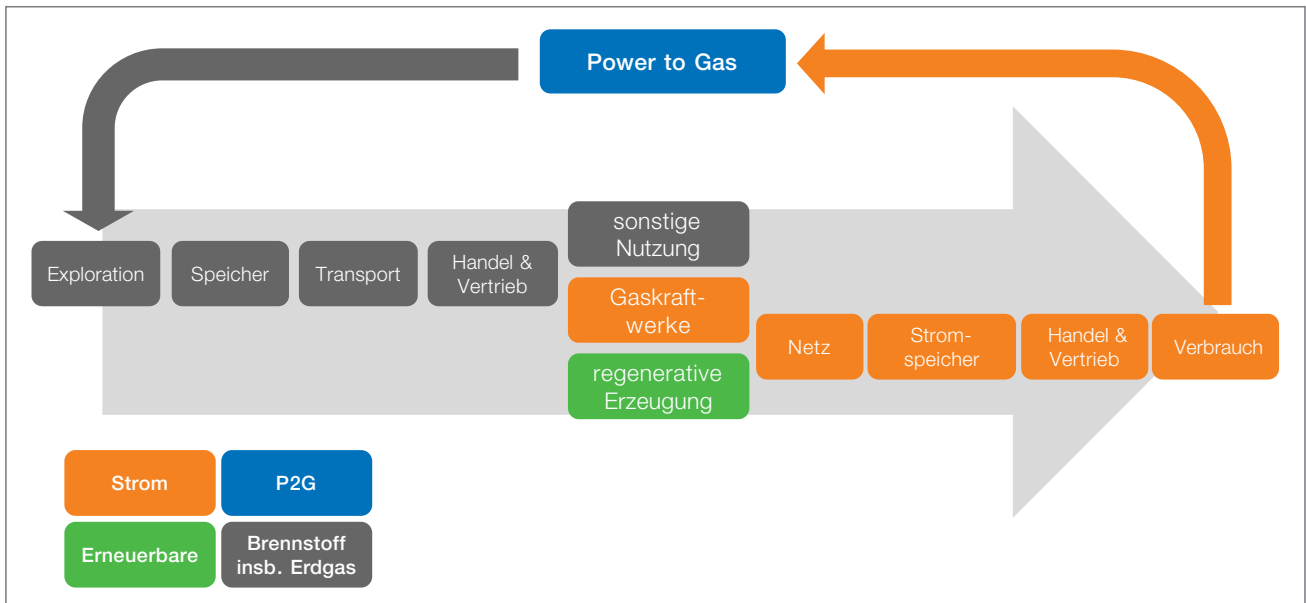 Power to Gas
Exploration
Speicher
Transport
Handel &
Vertrieb
sonstige
Nutzung
Gaskraft-
werke
regenerative
Erzeugung
Netz
Strom-
speicher
Handel &
Vertrieb
Verbrauch
Strom
P2G
Erneuerbare
Brennstoff
insb. Erdgas